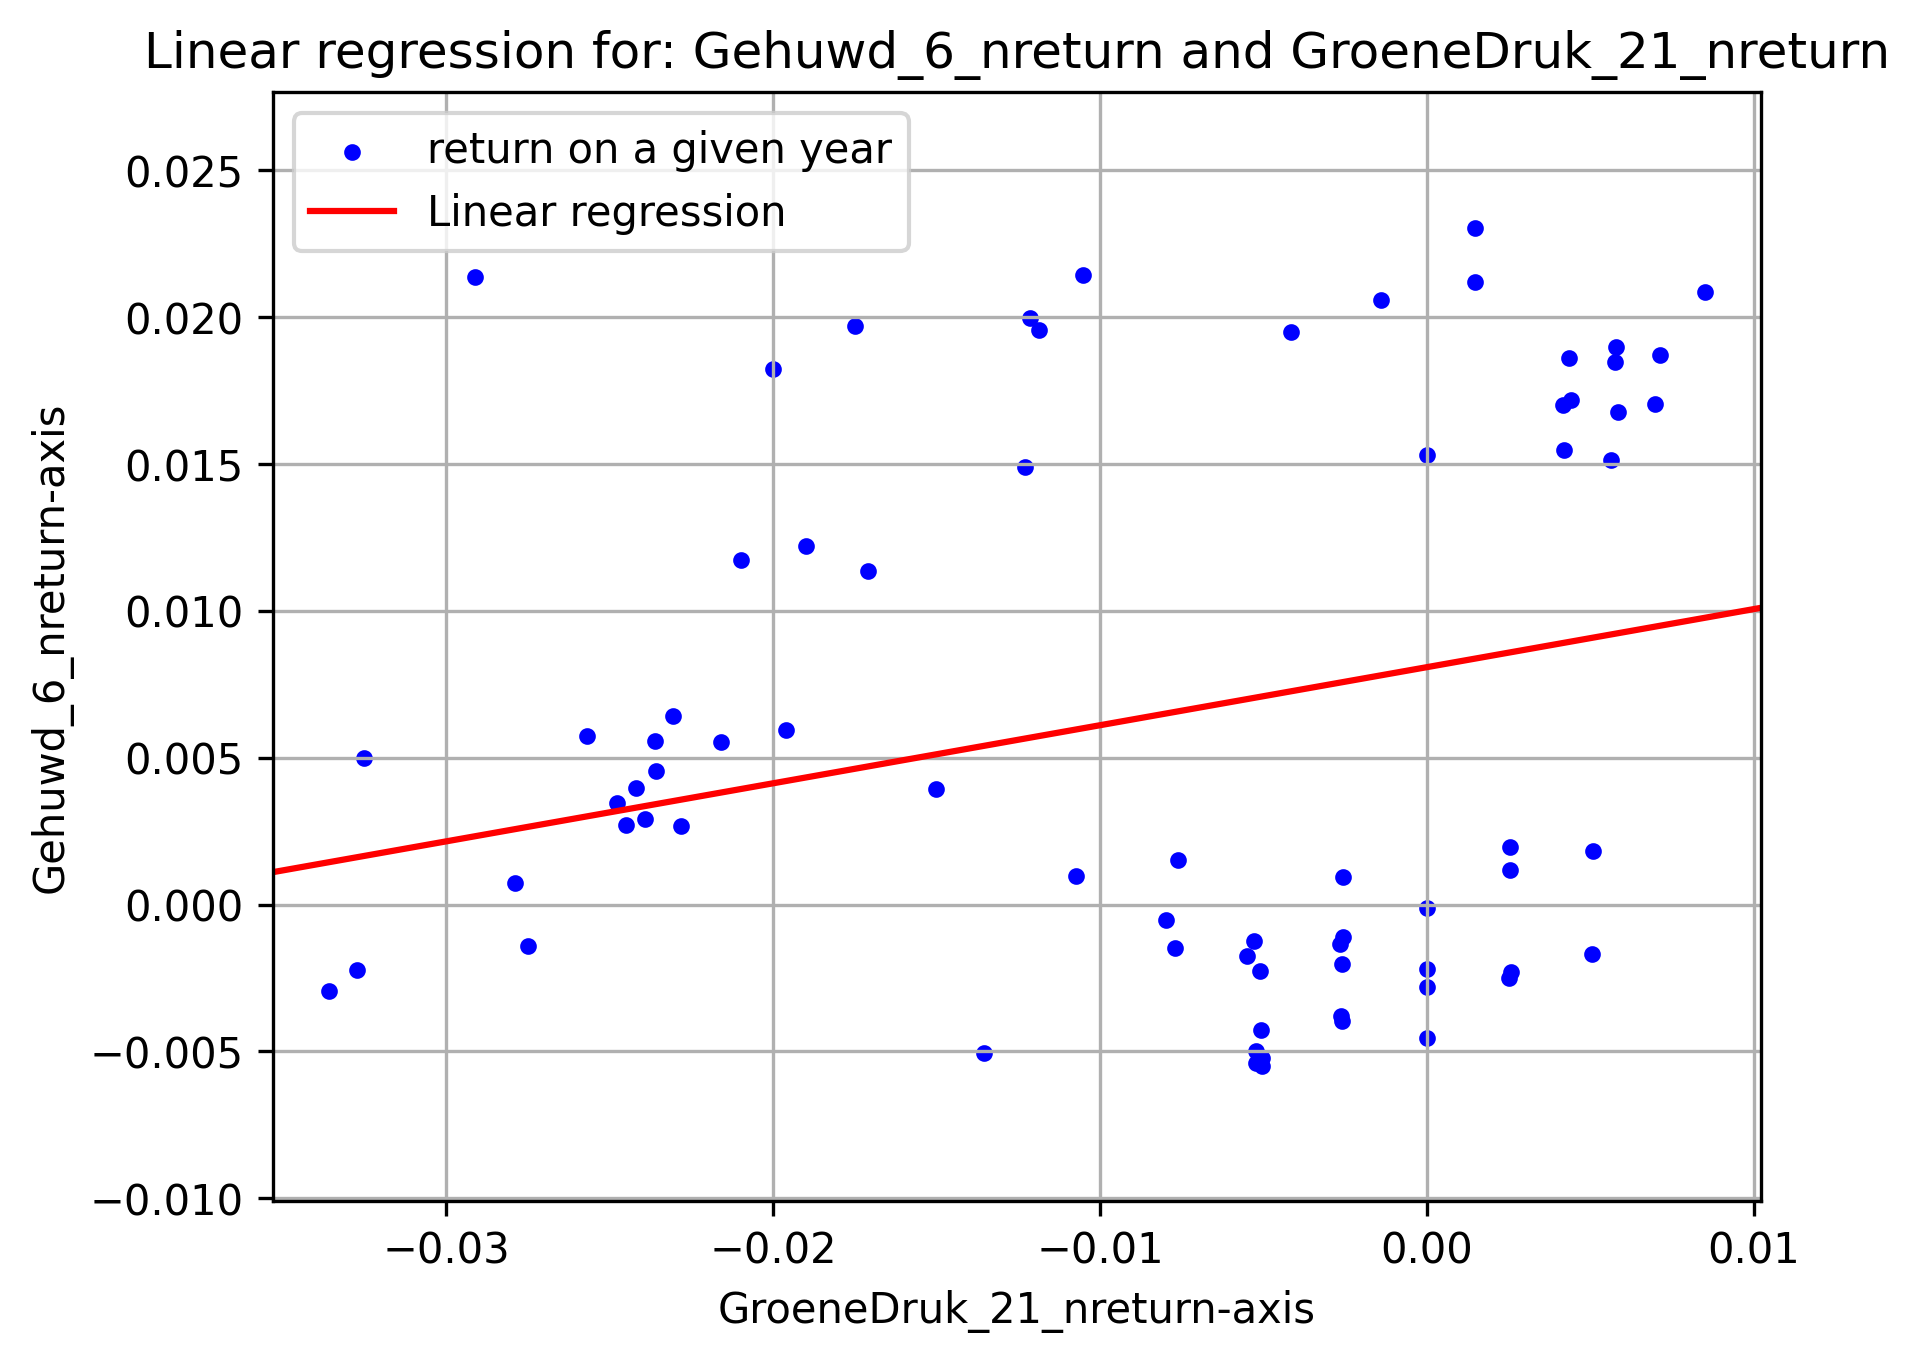 Linear regression for: Gehuwd_6_nreturn and GroeneDruk_21_nreturn
return on a given year
Linear regression
0.025
0.020
0.015
0.010
0.005
0.000
−0.005
−0.010
Gehuwd_6_nreturn-axis
−0.03
−0.02
−0.01
0.00
0.01
GroeneDruk_21_nreturn-axis